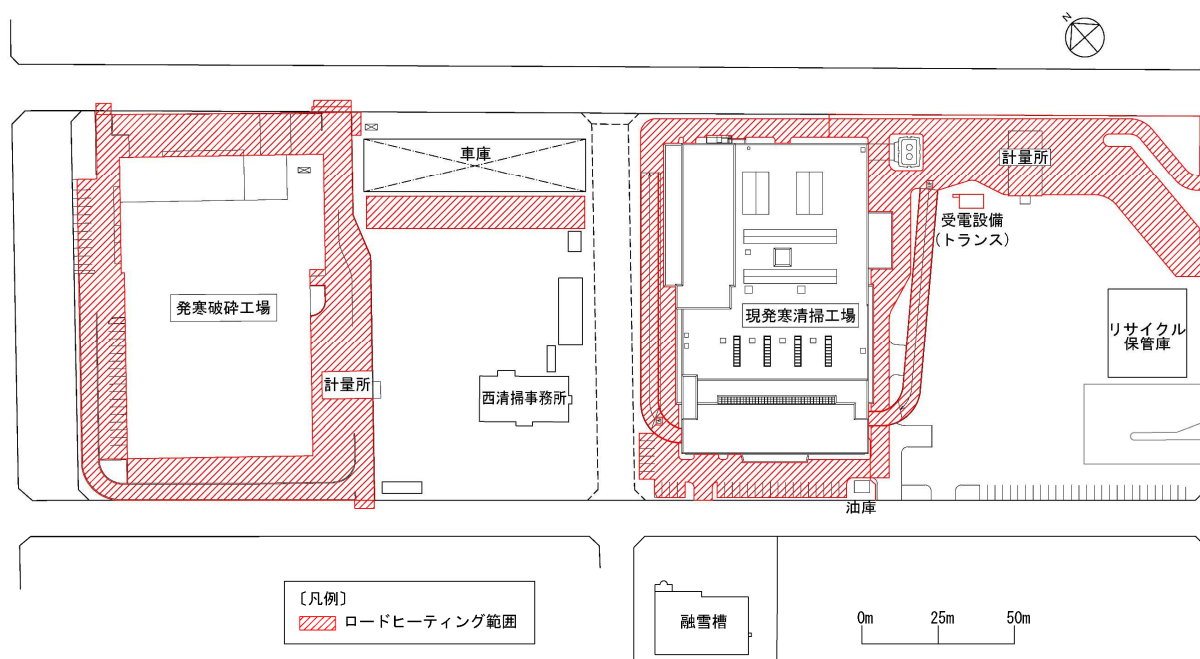 N
車庫
計量所
受電設備
(トランス)
発寒破砕工場
現発寒清掃工場
リサイクル
保管庫
計量所
西清掃事務所
油庫
〔凡例〕
ロードヒーティング範囲
融雪槽
0m 25m 50m